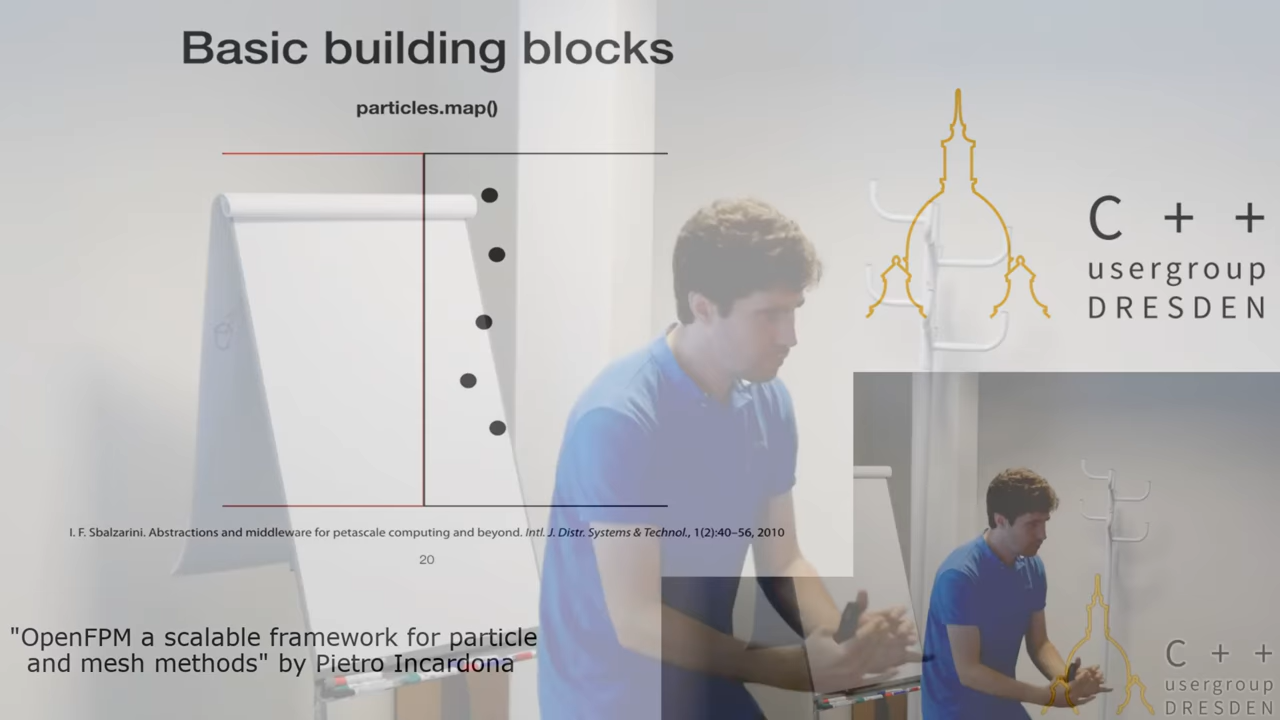 Basic building blocks
particles.map()
I. F. Sbalzarini. Abstractions and middleware for petascale computing and beyond. Intl. J. Distr. Systems & Technol., 1(2):40–56, 2010
20
"OpenFPM a scalable framework for particle
and mesh methods" by Pietro Incardona
C + +
usergroup
DRESDEN
C + +
usergroup
DRESDEN